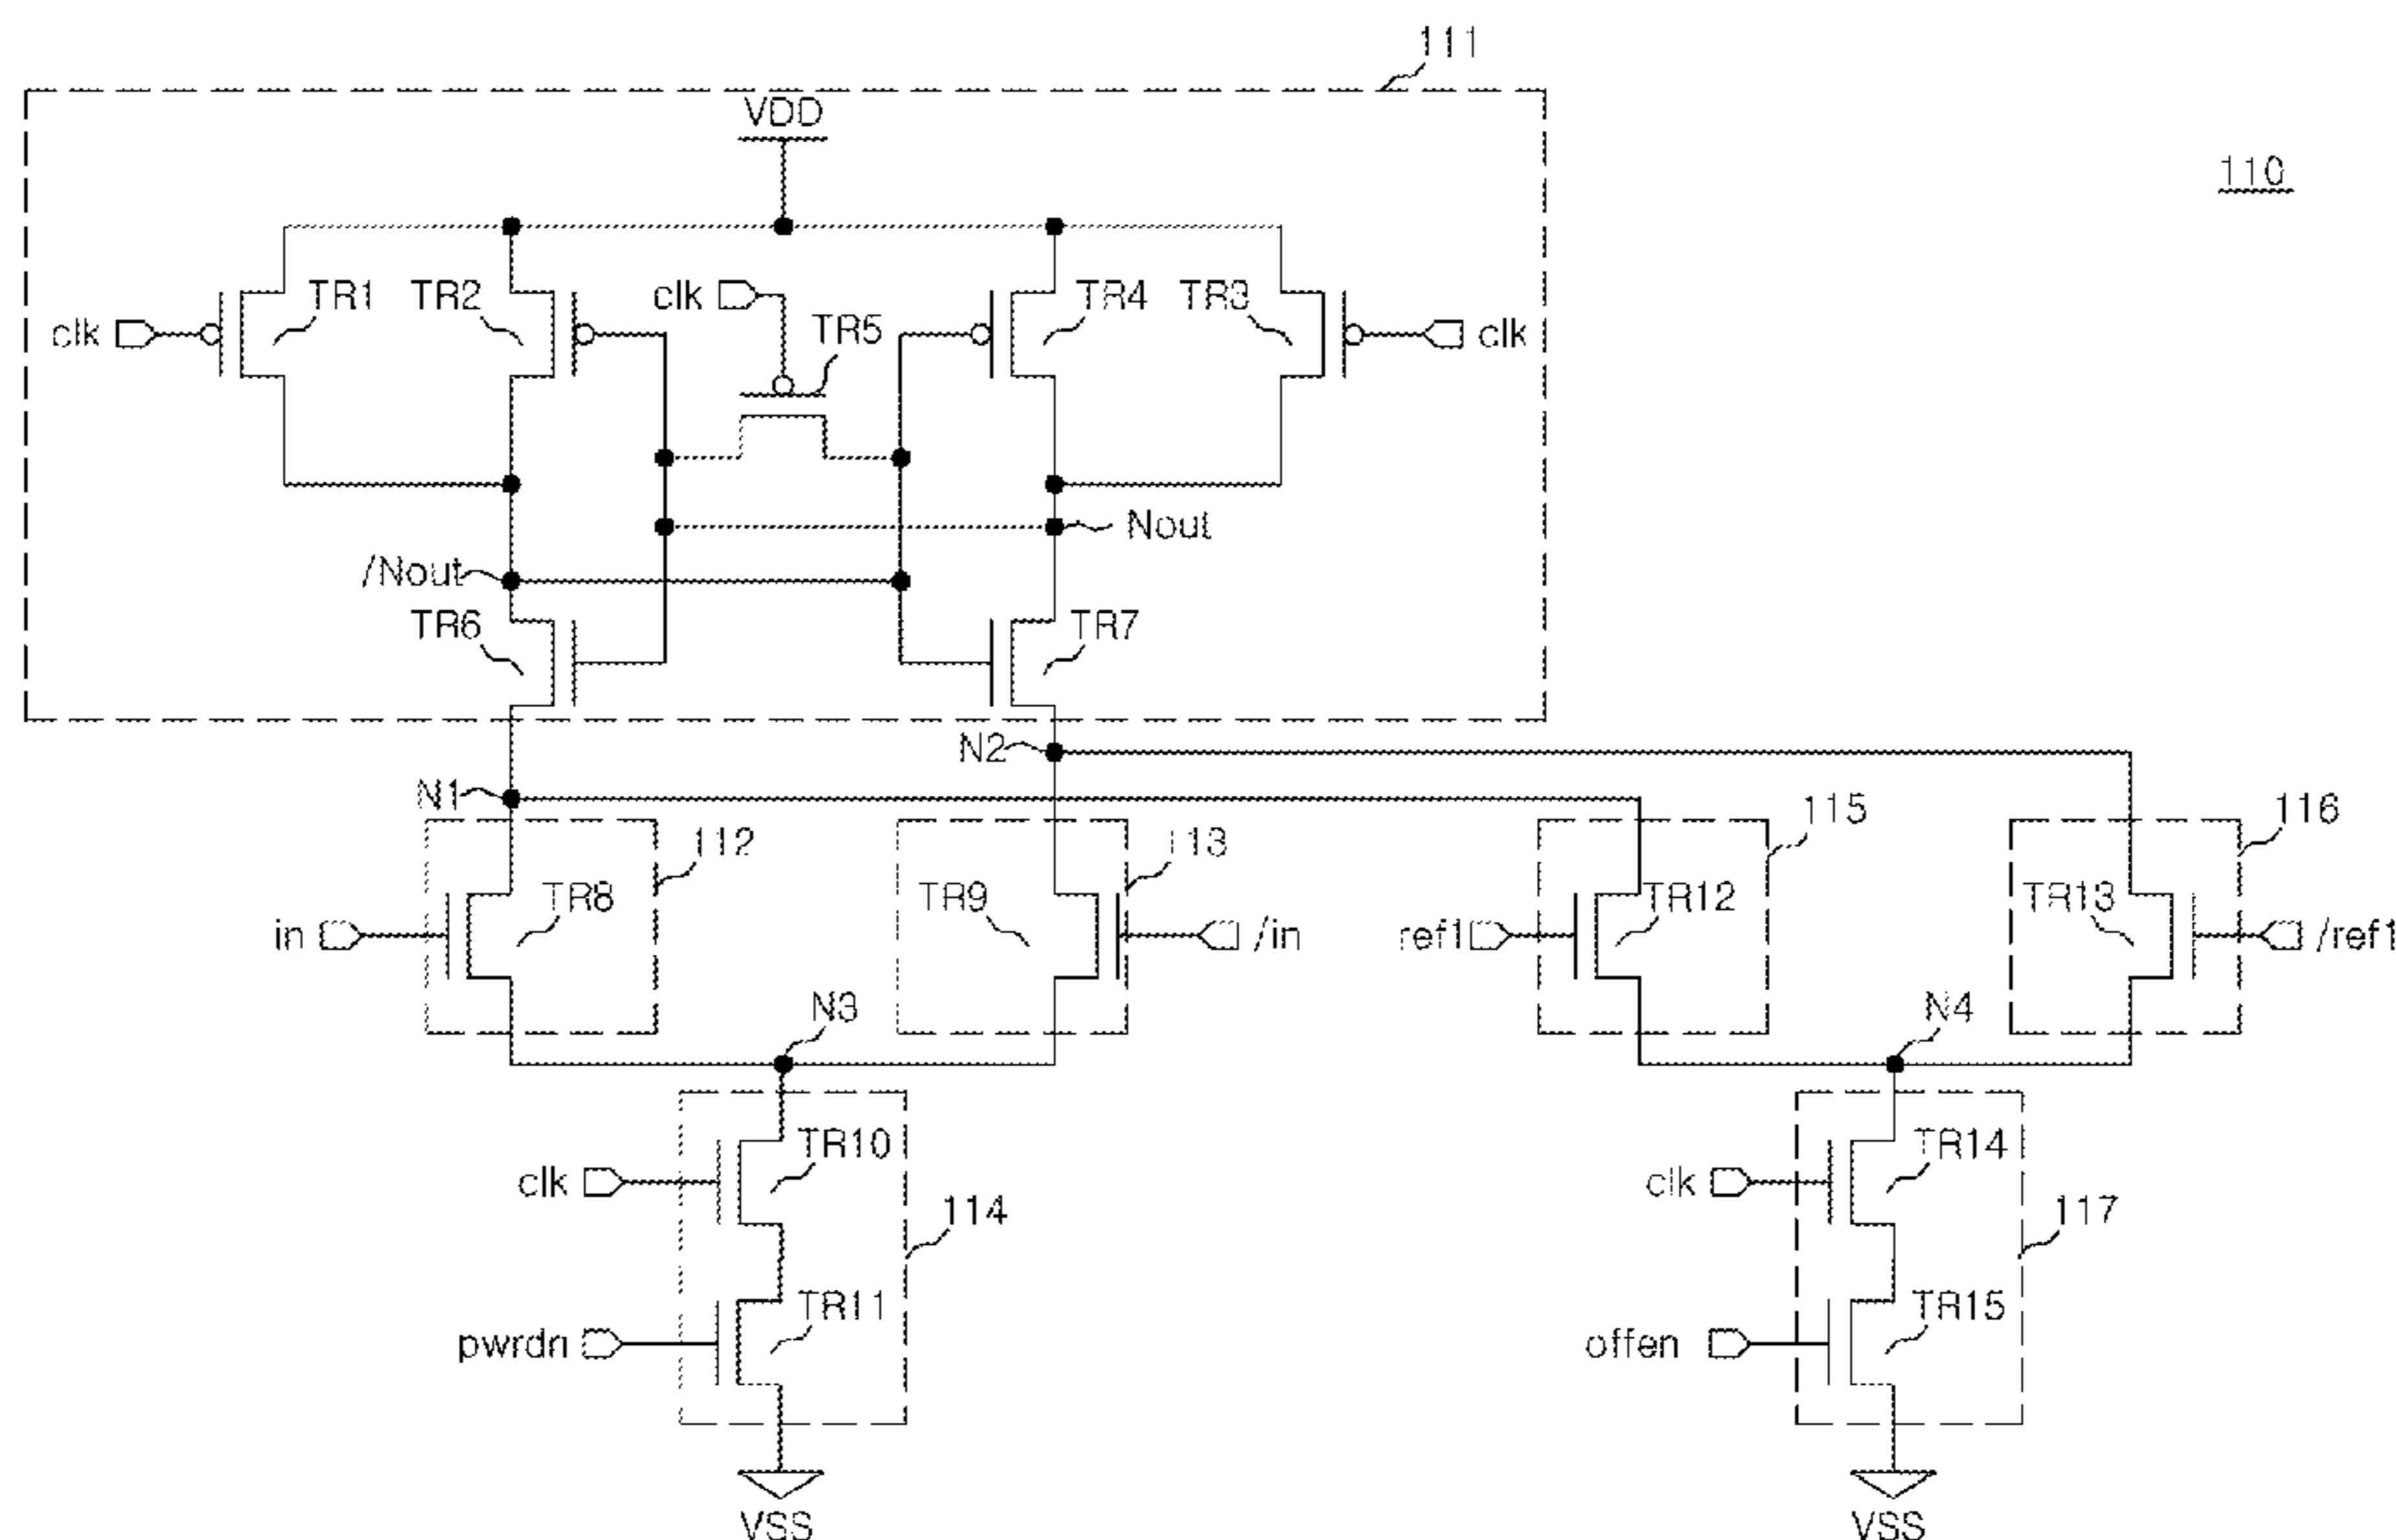 111
VDD
110
clk
TR1
TR2
clk
TR5
TR4
TR3
clk
Nout
/Nout
TR6
TR7
N2
N1
112
113
115
116
in
TR8
TR9
/in
ref1
TR12
TR13
/ref1
N3
N4
clk
TR10
114
pwrdn
TR11
VSS
clk
TR14
117
offen
TR15
VSS